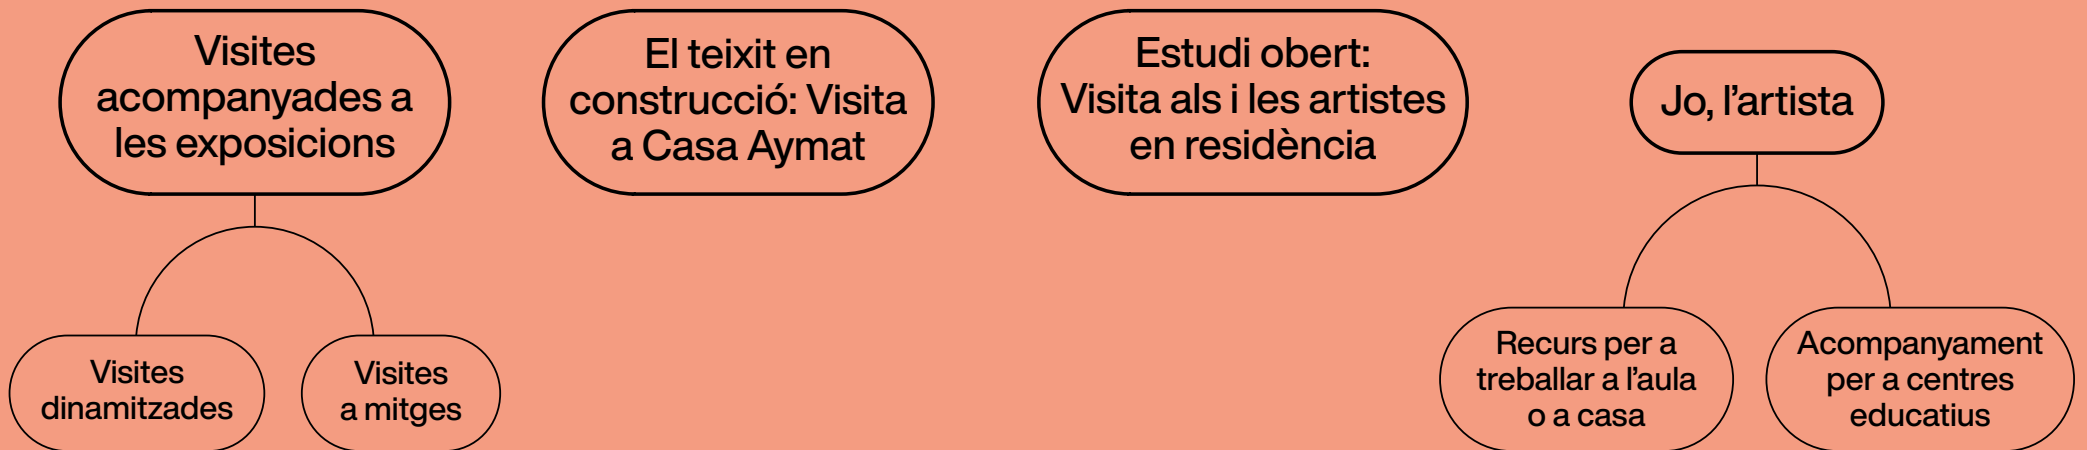 Visites
acompanyades a
les exposicions
El teixit en
construcció: Visita
a Casa Aymat
Estudi obert:
Visita als i les artistes
en residència
Jo, l’artista
Visites
dinamitzades
Visites
a mitges
Recurs per a
treballar a l’aula
o a casa
Acompanyament
per a centres
educatius